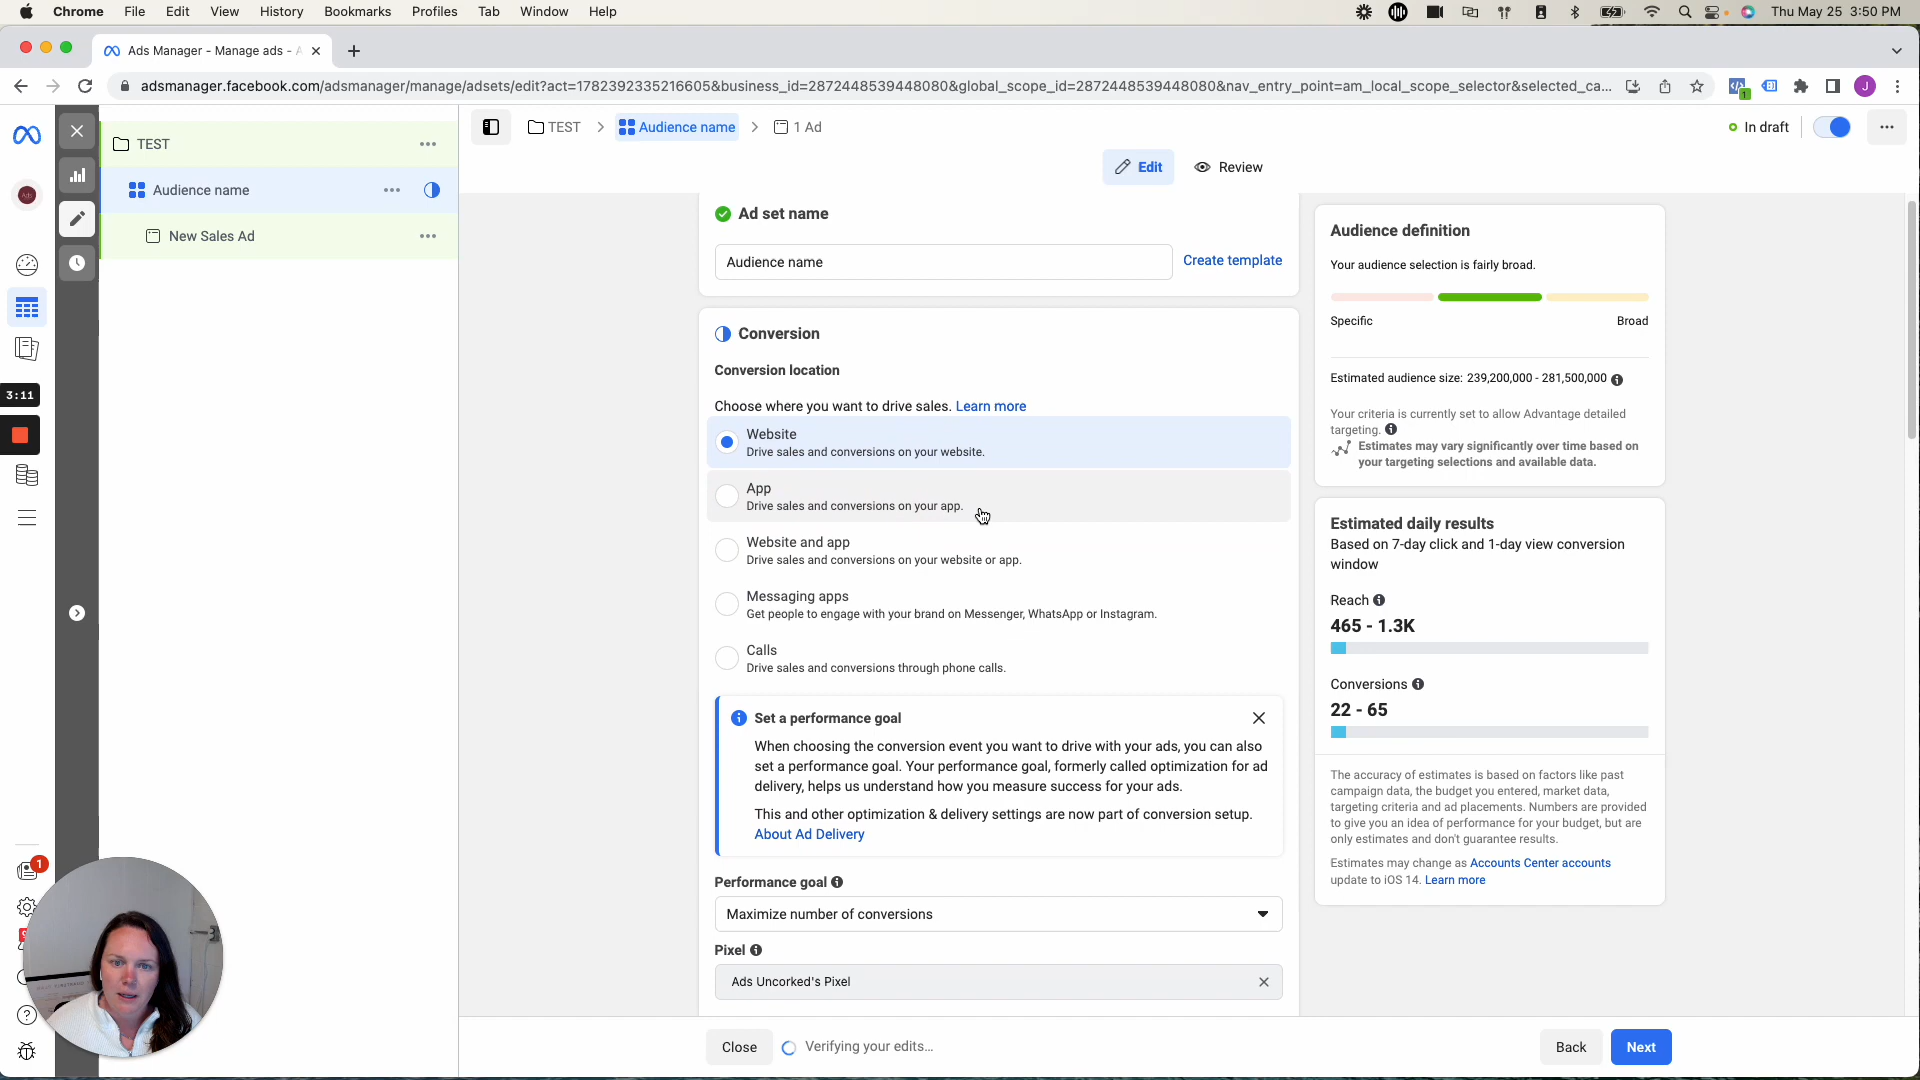 Chrome File Edit View History Bookmarks Profiles Tab Window Help
Thu May 25 3:50 PM
Ads Manager - Manage ads -
adsmanager.facebook.com/adsmanager/manage/adsets/edit?act=1782392335216605&business_id=2872448539448080&global_scope_id=2872448539448080&nav_entry_point=am_local_scope_selector&selected_ca...
1
J
TEST
Audience name
New Sales Ad
3:11
1
TEST
Audience name
1 Ad
In draft
Edit
Review
Ad set name
Audience name
Create template
Conversion
Conversion location
Choose where you want to drive sales. Learn more
Website
Drive sales and conversions on your website.
App
Drive sales and conversions on your app.
Website and app
Drive sales and conversions on your website or app.
Messaging apps
Get people to engage with your brand on Messenger, WhatsApp or Instagram.
Calls
Drive sales and conversions through phone calls.
Set a performance goal
When choosing the conversion event you want to drive with your ads, you can also
set a performance goal. Your performance goal, formerly called optimization for ad
delivery, helps us understand how you measure success for your ads.
This and other optimization & delivery settings are now part of conversion setup.
About Ad Delivery
Performance goal
Maximize number of conversions
Pixel
Ads Uncorked's Pixel
Close
Verifying your edits...
Back
Next
Audience definition
Your audience selection is fairly broad.
Specific
Broad
Estimated audience size: 239,200,000 - 281,500,000
Your criteria is currently set to allow Advantage detailed
targeting.
Estimates may vary significantly over time based on
your targeting selections and available data.
Estimated daily results
Based on 7-day click and 1-day view conversion
window
Reach
465 - 1.3K
Conversions
22 - 65
The accuracy of estimates is based on factors like past
campaign data, the budget you entered, market data,
targeting criteria and ad placements. Numbers are provided
to give you an idea of performance for your budget, but are
only estimates and don't guarantee results.
Estimates may change as Accounts Center accounts
update to iOS 14. Learn more